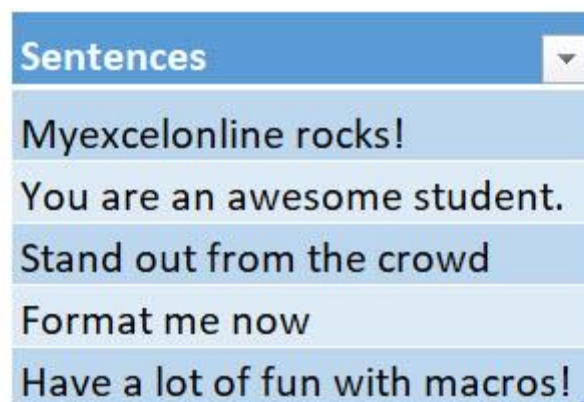 Sentences
Myexcelonline rocks!
You are an awesome student.
Stand out from the crowd
Format me now
Have a lot of fun with macros!